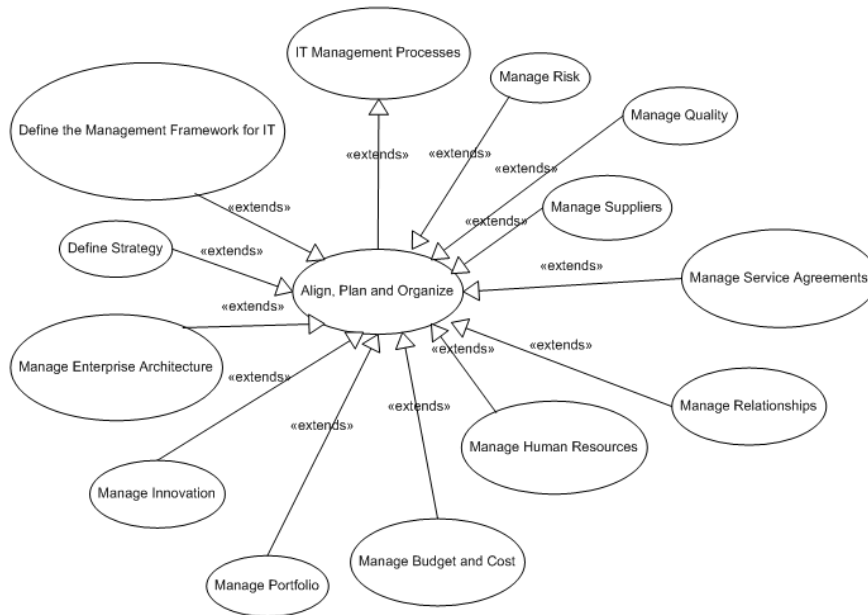 IT Management Processes
Manage Risk
Define the Management Framework for IT
Manage Quality
«extends»
«extends»
«extends»
Manage Suppliers
«extends»
«extends»
Define Strategy
«extends»
«extends»
Manage Service Agreements
Align, Plan and Organize
«extends»
«extends»
Manage Enterprise Architecture
«extends»
«extends»
«extends»
Manage Relationships
«extends»
Manage Human Resources
Manage Innovation
Manage Budget and Cost
Manage Portfolio